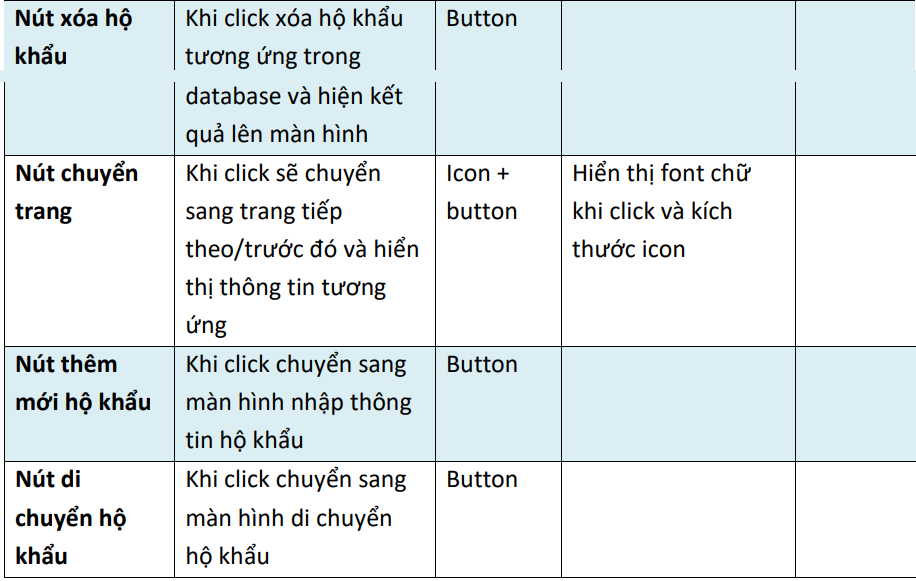 Nút xóa hộ
khẩu
Khi click xóa hộ khẩu
tương ứng trong
database và hiện kết
quả lên màn hình
Button
Nút chuyển
trang
Khi click sẽ chuyển
sang trang tiếp
theo/trước đó và hiển
thị thông tin tương
ứng
Icon +
button
Hiển thị font chữ
khi click và kích
thước icon
Nút thêm
mới hộ khẩu
Khi click chuyển sang
màn hình nhập thông
tin hộ khẩu
Button
Nút di
chuyển hộ
khẩu
Khi click chuyển sang
màn hình di chuyển
hộ khẩu
Button